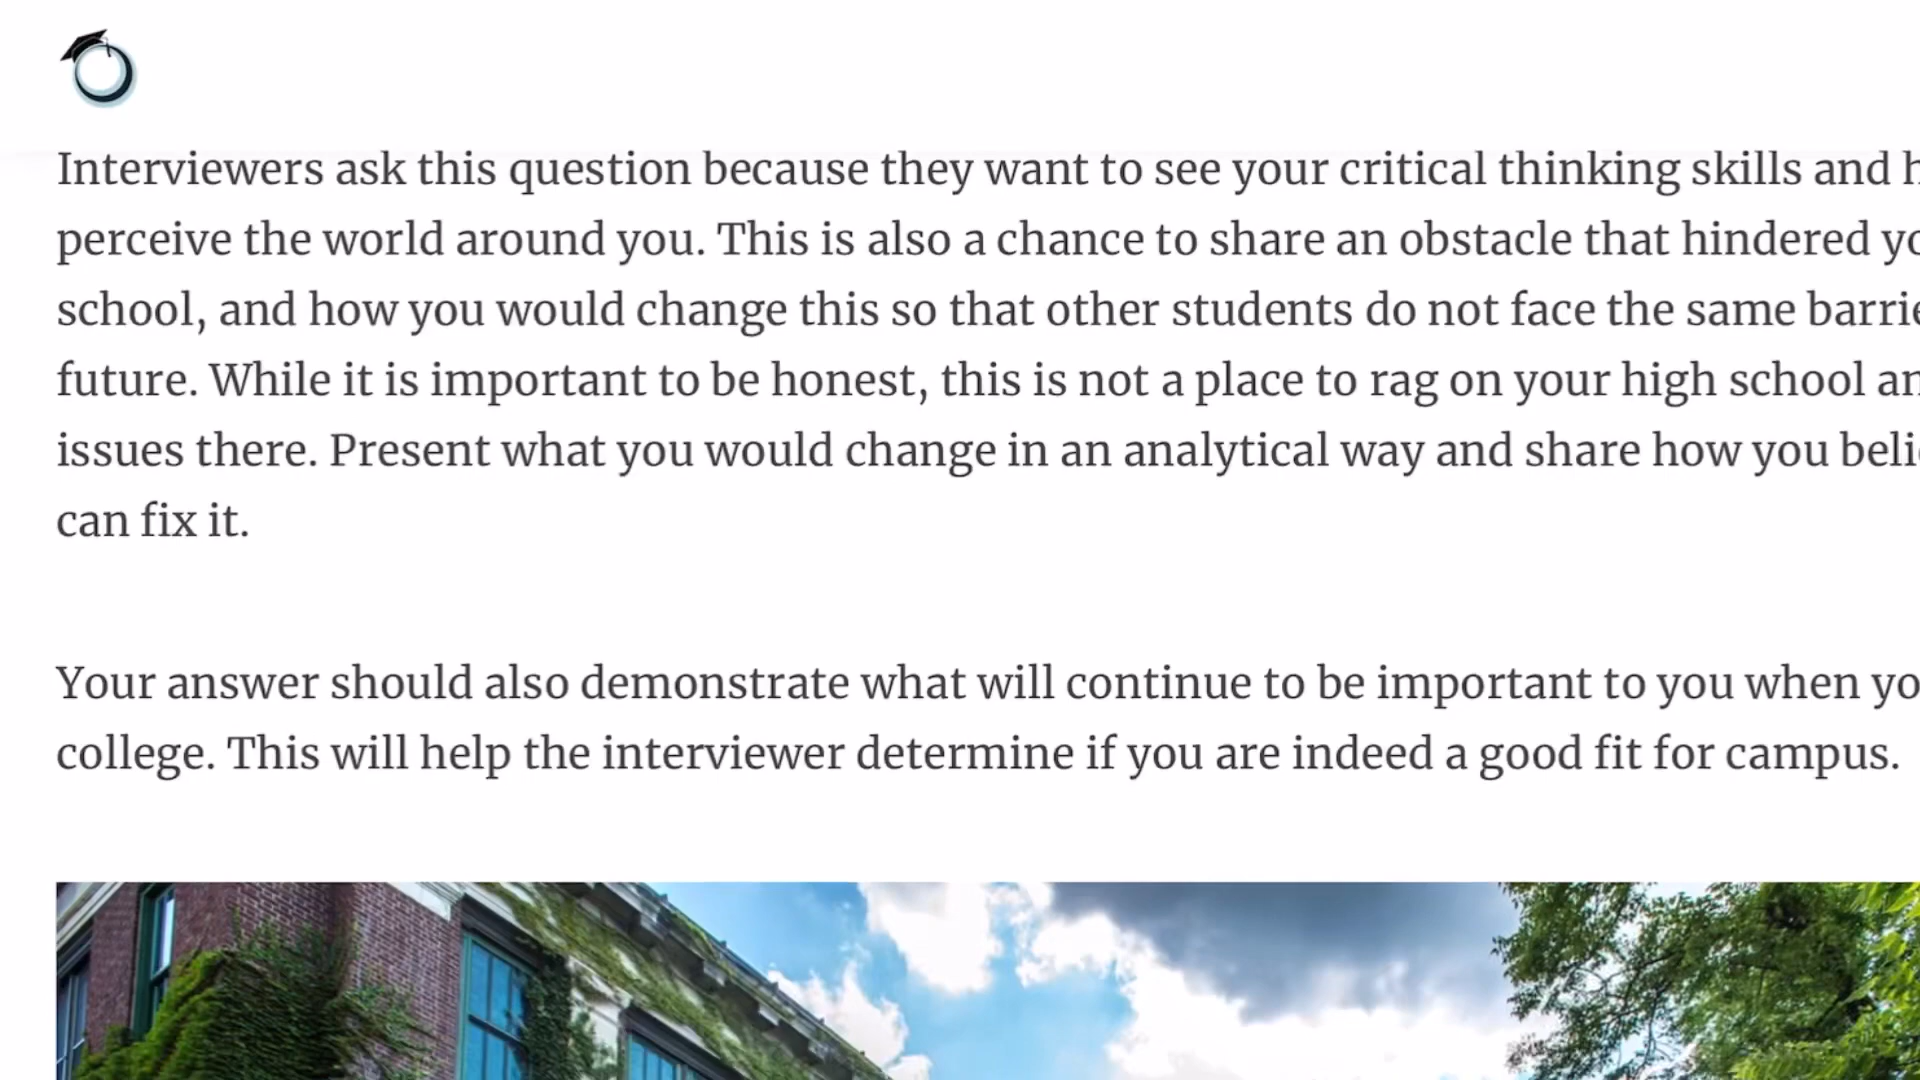 Interviewers ask this question because they want to see your critical thinking skills and
perceive the world around you. This is also a chance to share an obstacle that hindered
school, and how you would change this so that other students do not face the same
future. While it is important to be honest, this is not a place to rag on your high school
issues there. Present what you would change in an analytical way and share how you
can fix it.
Your answer should also demonstrate what will continue to be important to you when
college. This will help the interviewer determine if you are indeed a good fit for campus.